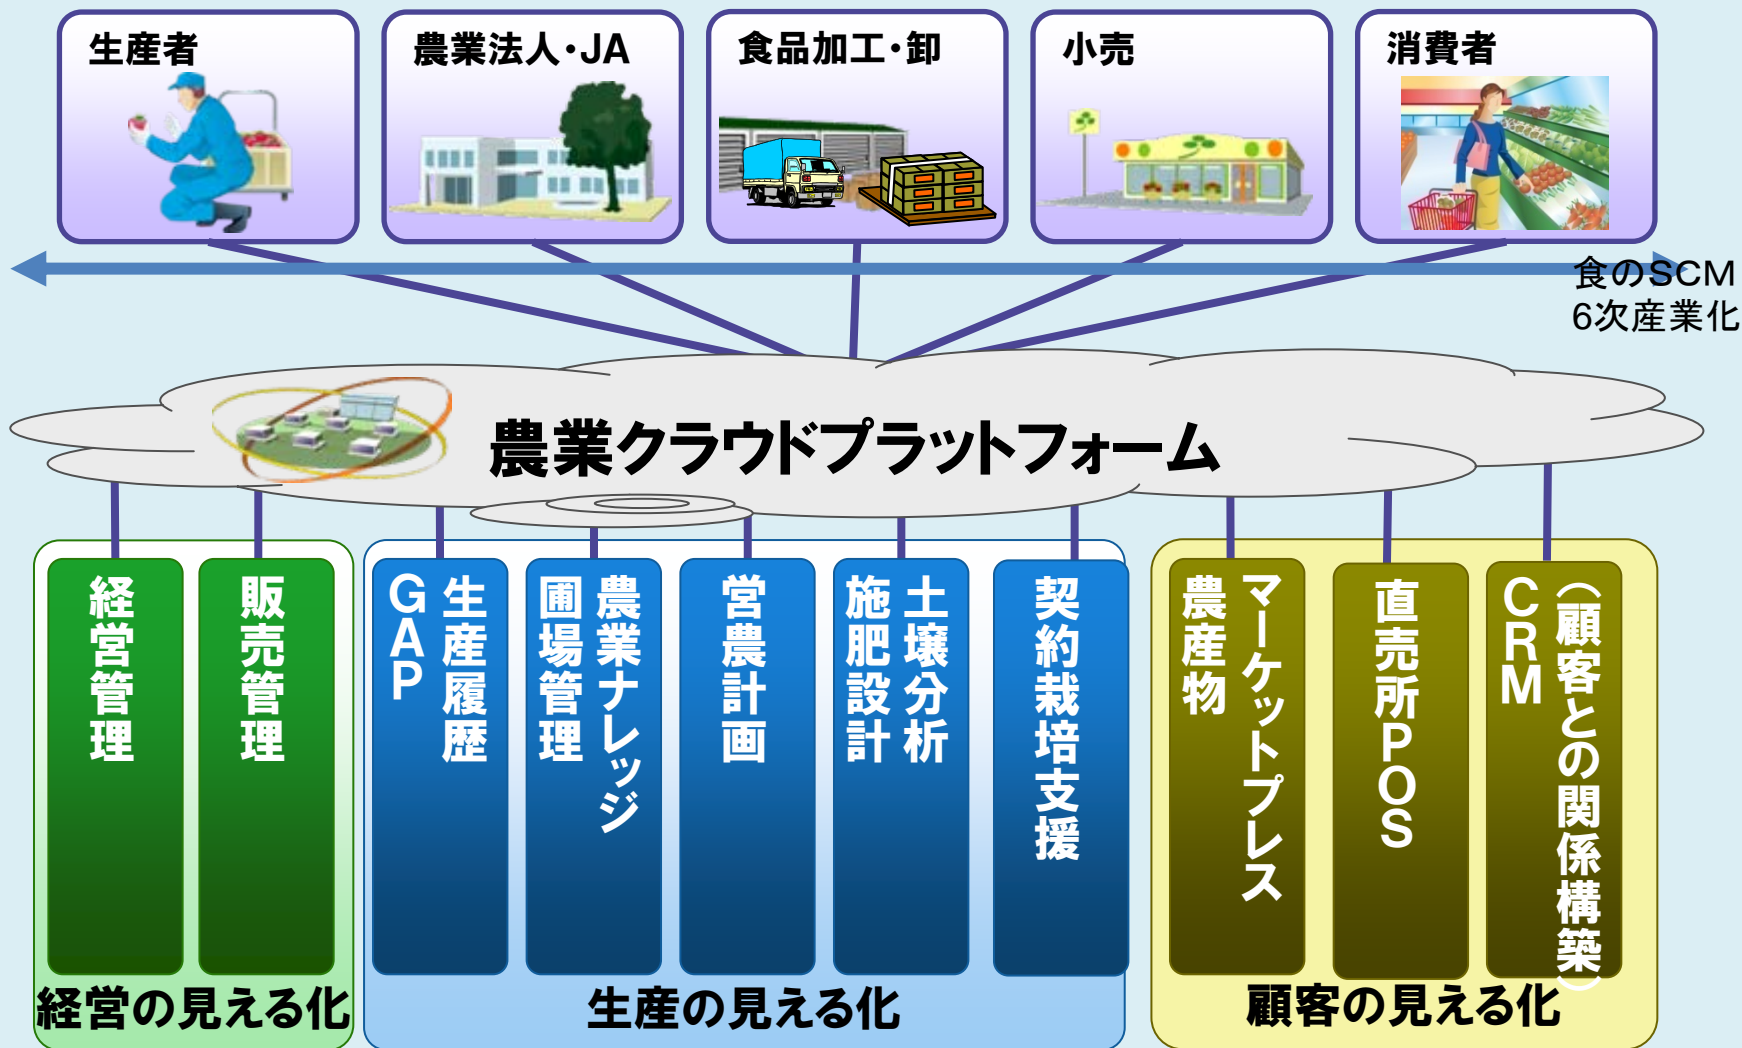 生産者
農業法人・JA
食品加工・卸
小売
消費者
食のSCM
6次産業化
農業クラウドプラットフォーム
経営管理
販売管理
生産履歴
GAP
農業ナレッジ
圃場管理
営農計画
土壌分析
施肥設計
契約栽培支援
マーケットプレス
農産物
直売所POS
（顧客との関係構築）
CRM
経営の見える化
生産の見える化
顧客の見える化